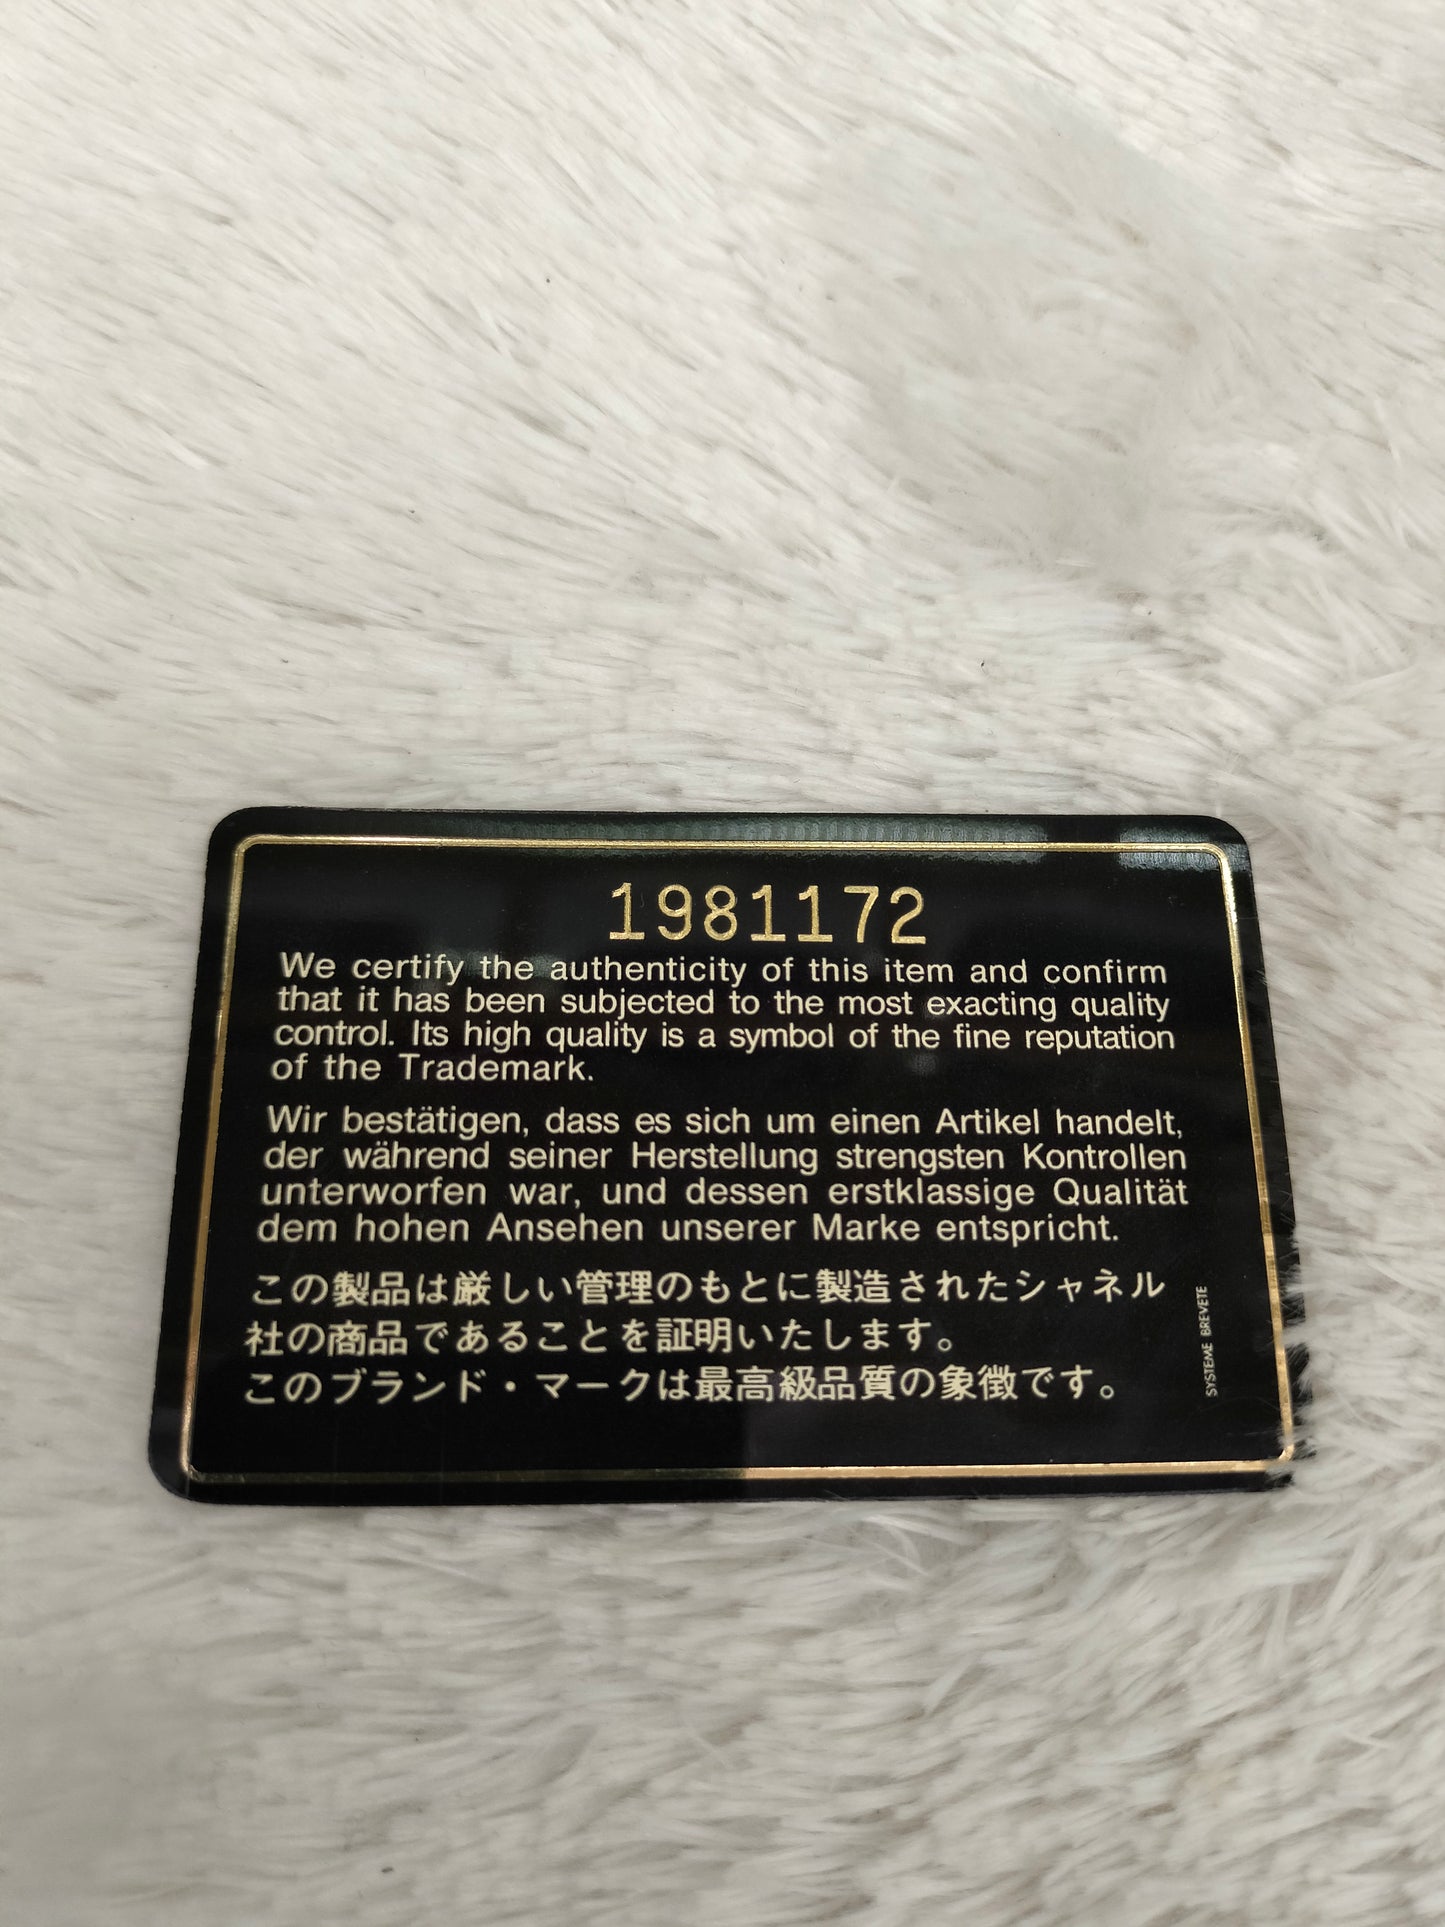 1981172
We certify the authenticity of this item and confirm
that it has been subjected to the most exacting quality
control. Its high quality is a symbol of the fine reputation
of the Trademark.
Wir bestätigen, dass es sich um einen Artikel handelt,
der während seiner Herstellung strengsten Kontrollen
unterworfen war, und dessen erstklassige Qualität
dem hohen Ansehen unserer Marke entspricht.
この製品は厳しい管理のもとに製造されたシャネル
社の商品であることを証明いたします。
このブランド・マークは最高級品質の象徴です。
SYSTEME BREVETE